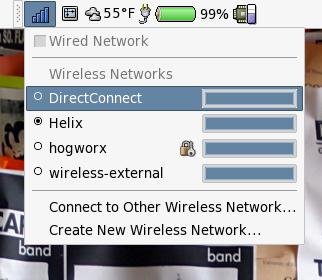 55°F 99%
Wired Network
Wireless Networks
DirectConnect
Helix
hogworx
wireless-external
Connect to Other Wireless Network...
Create New Wireless Network...
band
band